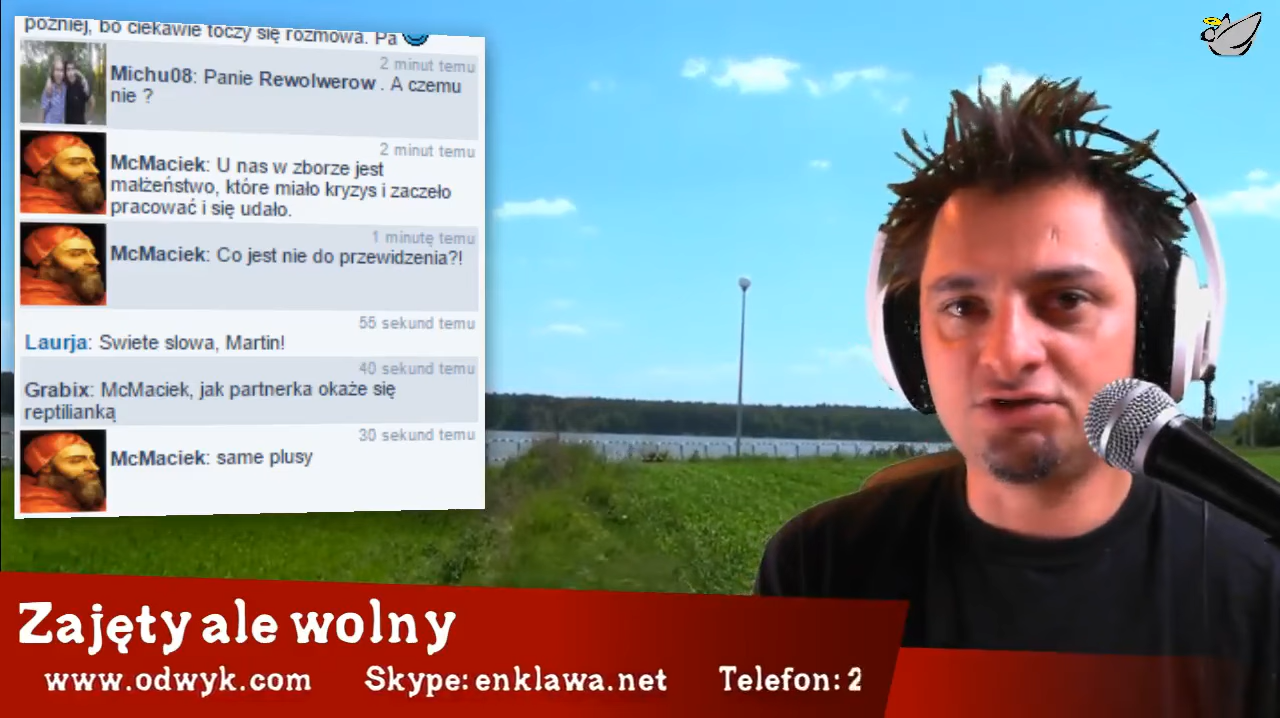 później, bo ciekawie toczy się rozmowa. Pa
2 minut temu
Michu08: Panie Rewolwerow . A czemu
nie ?
2 minut temu
McMaciek: U nas w zborze jest
małżeństwo, które miało kryzys i zaczeło
pracować i się udało.
1 minutę temu
McMaciek: Co jest nie do przewidzenia?!
55 sekund temu
Laurja: Swiete slowa, Martin!
40 sekund temu
Grabix: McMaciek, jak partnerka okaże się
reptilianką
30 sekund temu
McMaciek: same plusy
Zajęty ale wolny
www.odwyk.com Skype: enklawa.net Telefon: 2